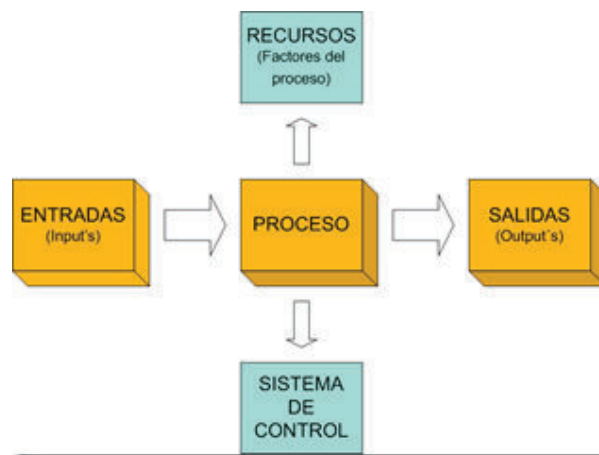 RECURSOS
(Factores del
proceso)
ENTRADAS
(Input's)
PROCESO
SALIDAS
(Output´s)
SISTEMA
DE
CONTROL